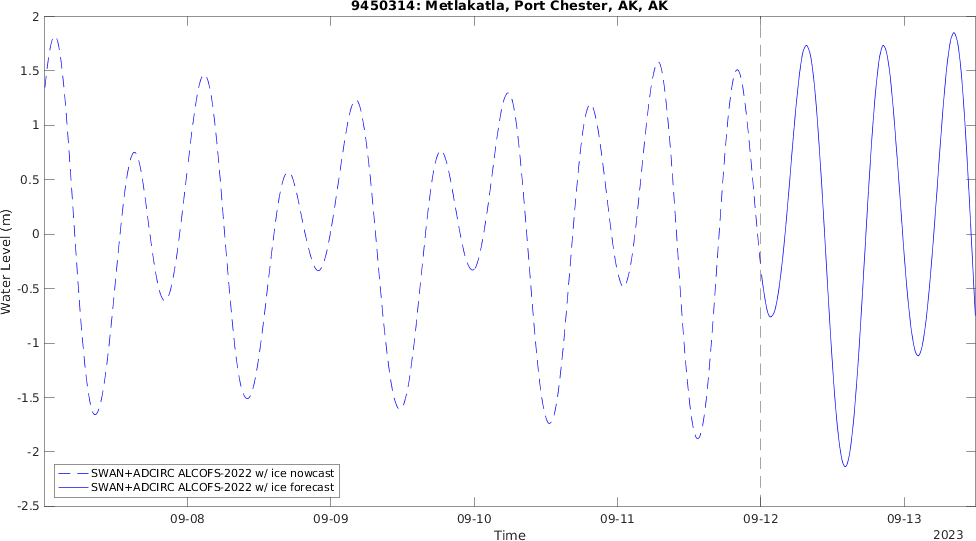 9450314: Metlakatla, Port Chester, AK, AK
Water Level (m)
2
1.5
1
0.5
0
-0.5
-1
-1.5
-2
-2.5
SWAN+ADCIRC ALCOFS-2022 w/ ice nowcast
SWAN+ADCIRC ALCOFS-2022 w/ ice forecast
09-08 09-09 09-10 09-11 09-12 09-13
Time
2023